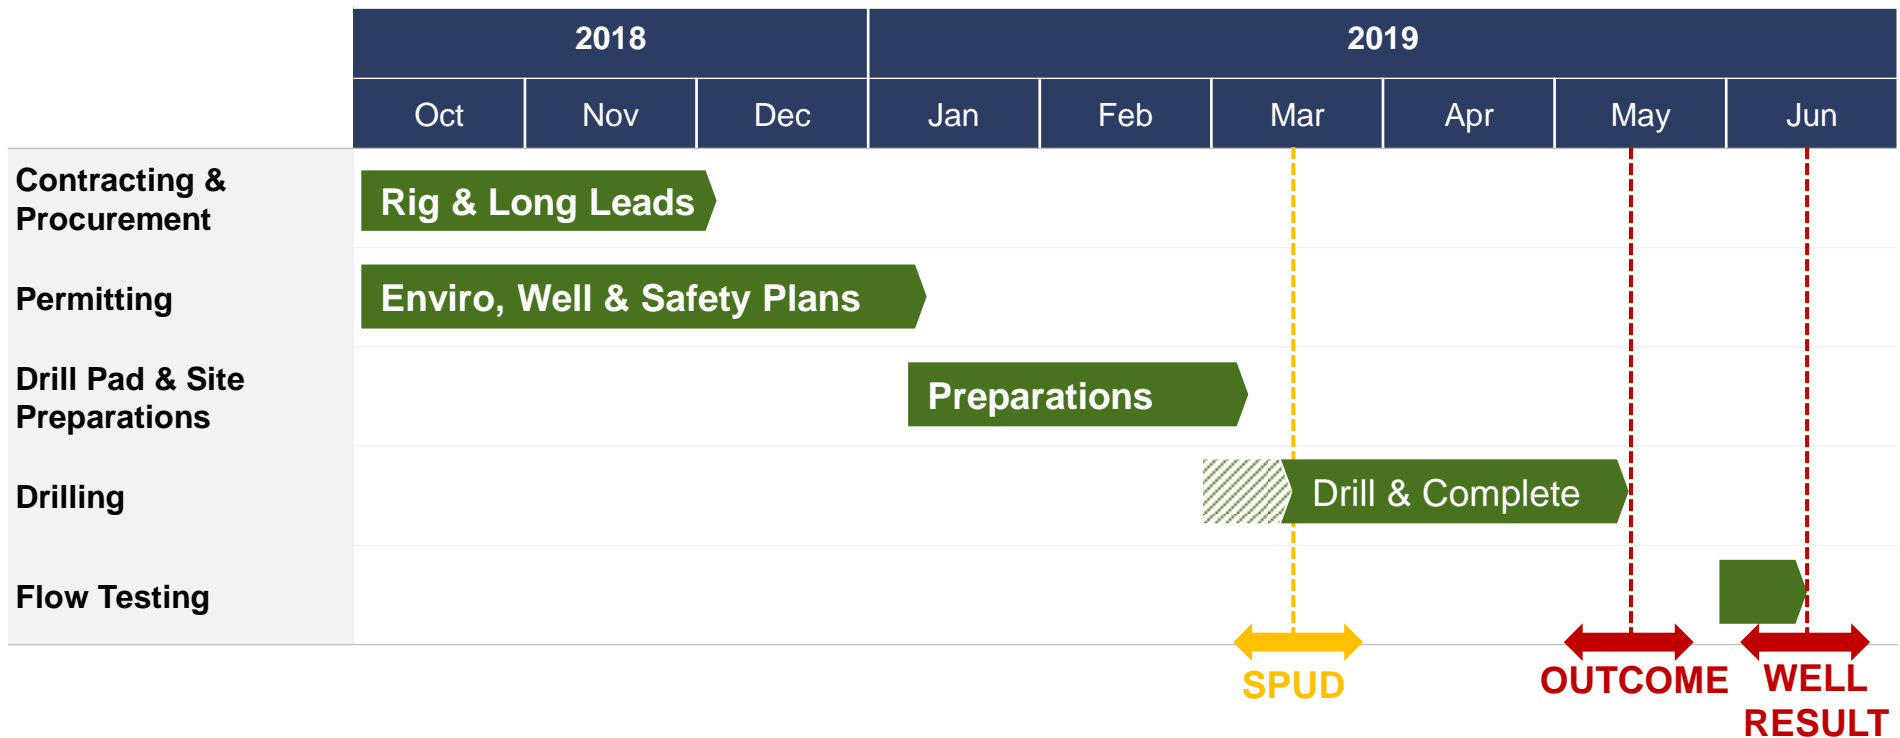 2018
2019
Oct
Nov
Dec
Jan
Feb
Mar
Apr
May
Jun
Contracting &
Procurement
Rig & Long Leads
Permitting
Enviro, Well & Safety Plans
Drill Pad & Site
Preparations
Preparations
Drilling
Drill & Complete
Flow Testing
SPUD
OUTCOME
WELL
RESULT